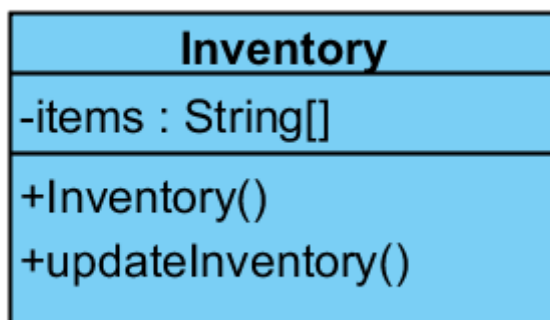 Inventory
-items : String[]
+Inventory()
+updateInventory()